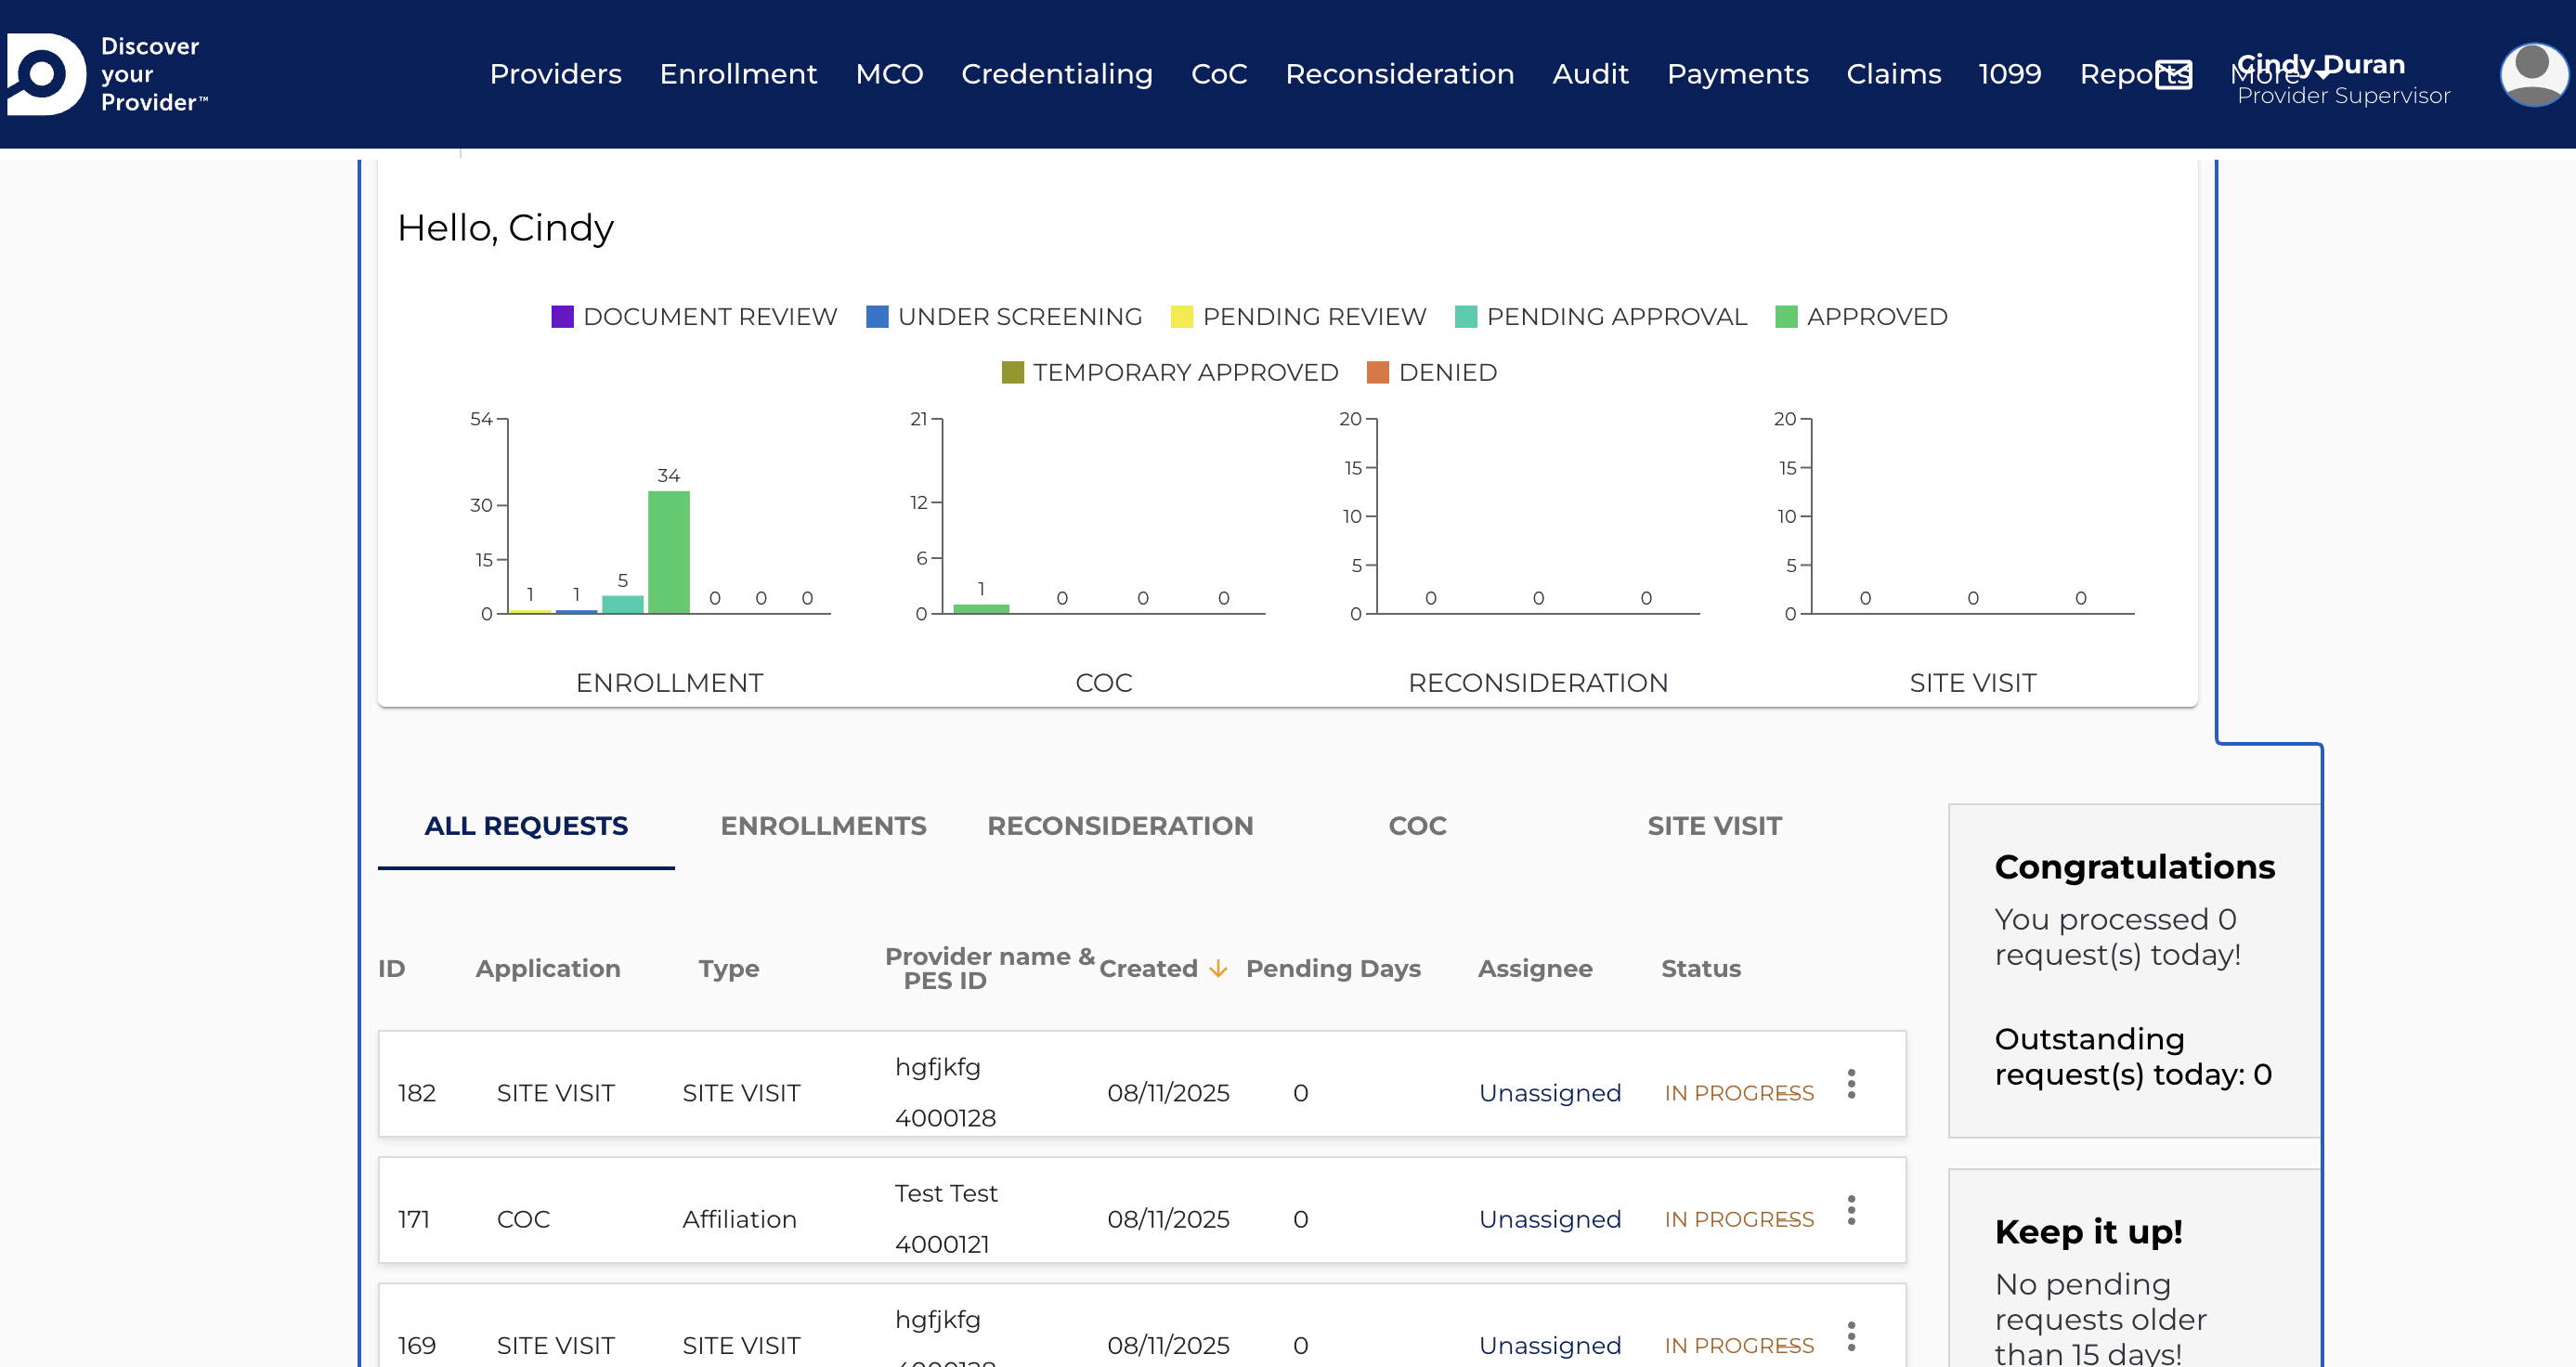 Discover
your
Provider™
Providers Enrollment MCO Credentialing CoC Reconsideration Audit Payments Claims 1099 Reports More
Cindy Duran
Provider Supervisor
Hello, Cindy
DOCUMENT REVIEW UNDER SCREENING PENDING REVIEW PENDING APPROVAL APPROVED
TEMPORARY APPROVED DENIED
54
30
15
0
1 1 5 34 0 0 0
ENROLLMENT
21
12
6
0
1 0 0 0
COC
20
15
10
5
0
0 0 0
RECONSIDERATION
20
15
10
5
0
0 0 0
SITE VISIT
ALL REQUESTS ENROLLMENTS RECONSIDERATION COC SITE VISIT
ID Application Type Provider name & PES ID Created Pending Days Assignee Status
182 SITE VISIT SITE VISIT hgfjkfg 4000128 08/11/2025 0 Unassigned IN PROGRESS
171 COC Affiliation Test Test 4000121 08/11/2025 0 Unassigned IN PROGRESS
169 SITE VISIT SITE VISIT hgfjkfg 4000128 08/11/2025 0 Unassigned IN PROGRESS
Congratulations
You processed 0
request(s) today!
Outstanding
request(s) today: 0
Keep it up!
No pending
requests older
than 15 days!